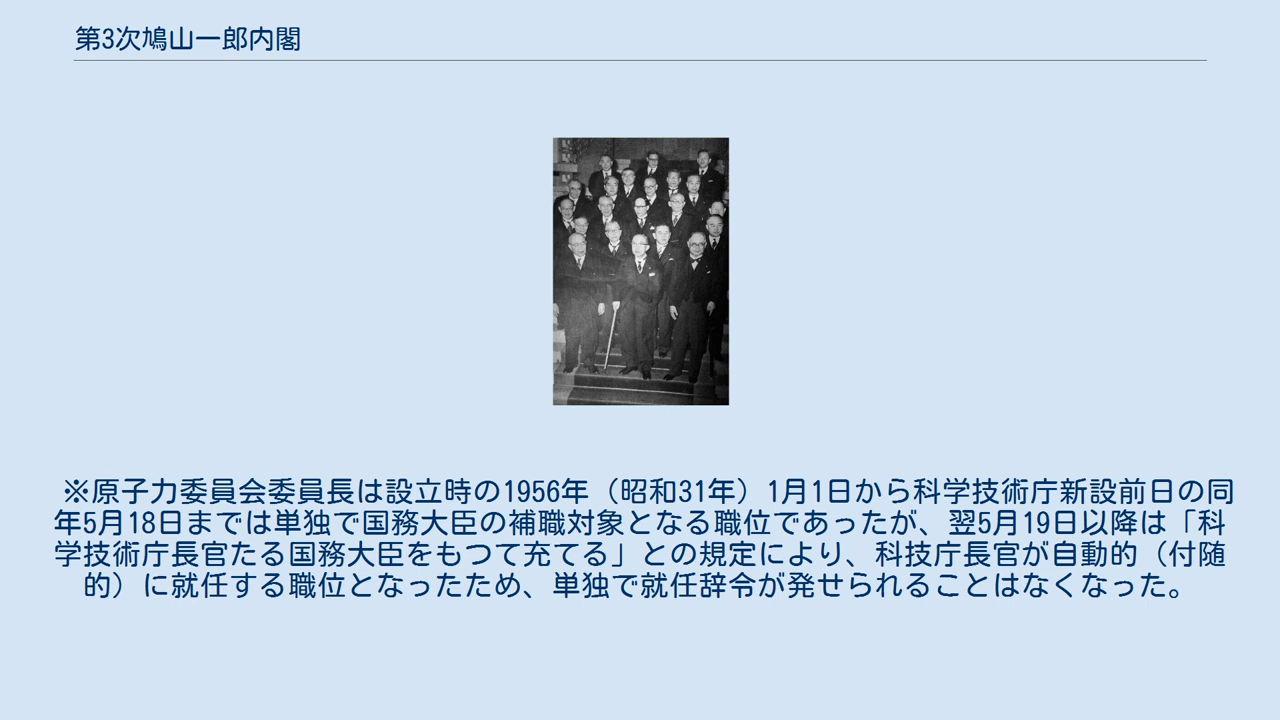 第3次鳩山一郎内閣
※原子力委員会委員長は設立時の1956年（昭和31年）1月1日から科学技術庁新設前日の同
年5月18日までは単独で国務大臣の補職対象となる職位であったが、翌5月19日以降は「科
学技術庁長官たる国務大臣をもつて充てる」との規定により、科技庁長官が自動的（付随
的）に就任する職位となったため、単独で就任辞令が発せられることはなくなった。